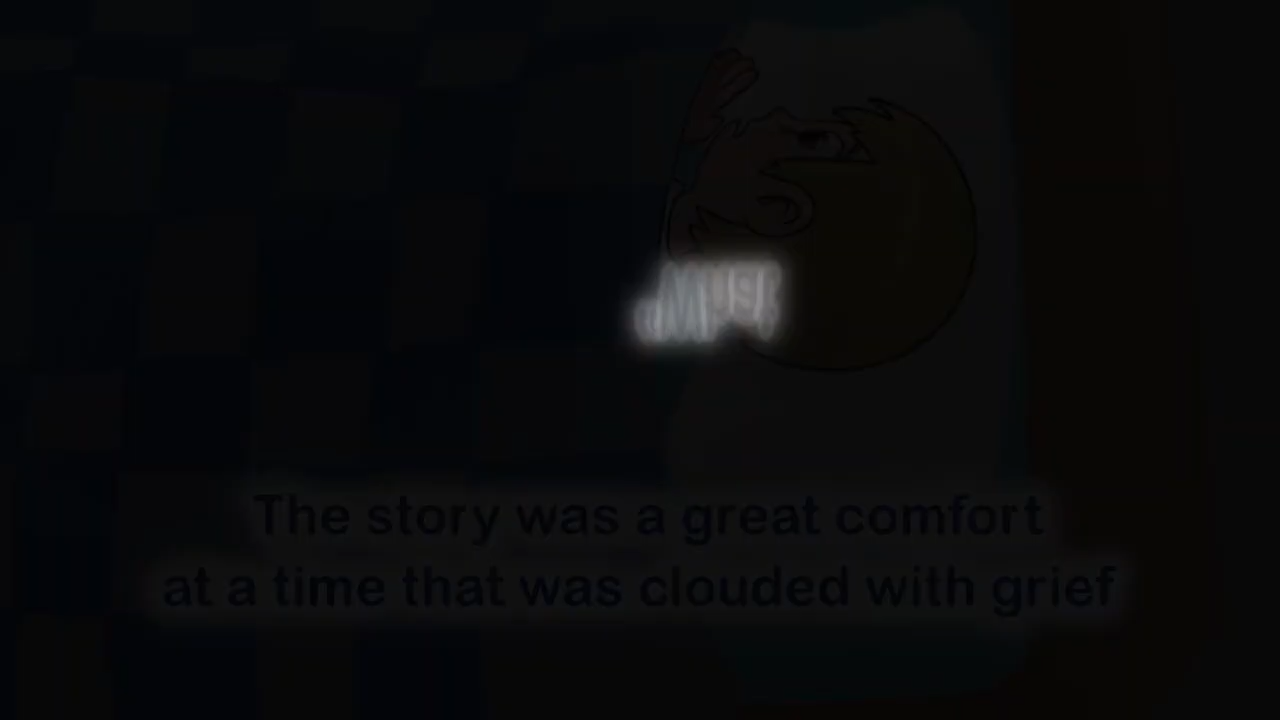 The story was a great comfort
at a time that was clouded with grief